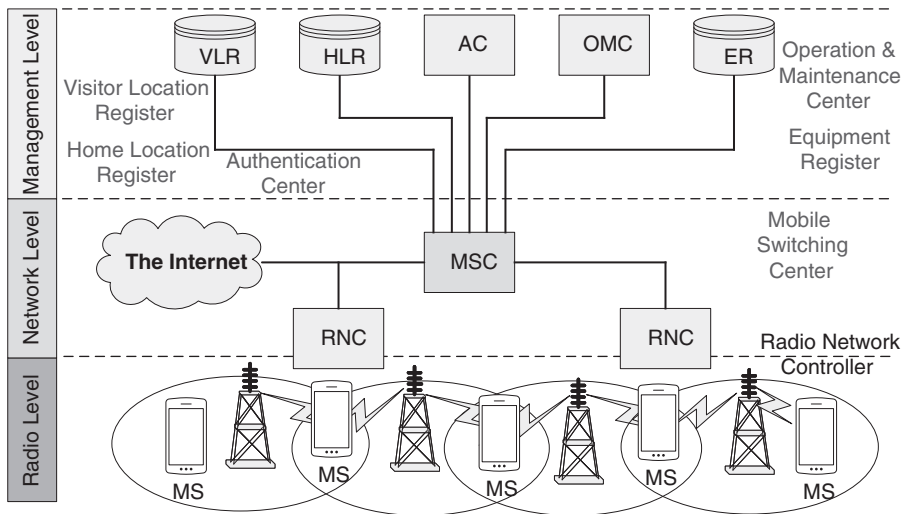 Management Level
VLR
HLR
AC
OMC
ER
Operation &
Maintenance
Center
Visitor Location
Register
Home Location
Register
Authentication
Center
Equipment
Register
Network Level
The Internet
MSC
Mobile
Switching
Center
RNC
RNC
Radio Network
Controller
Radio Level
MS
MS
MS
MS
MS